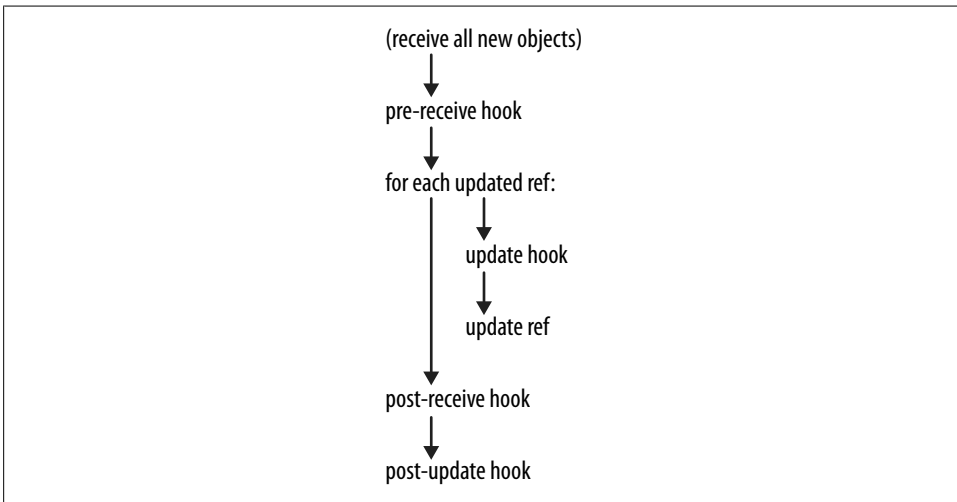 (receive all new objects)
pre-receive hook
for each updated ref:
update hook
update ref
post-receive hook
post-update hook